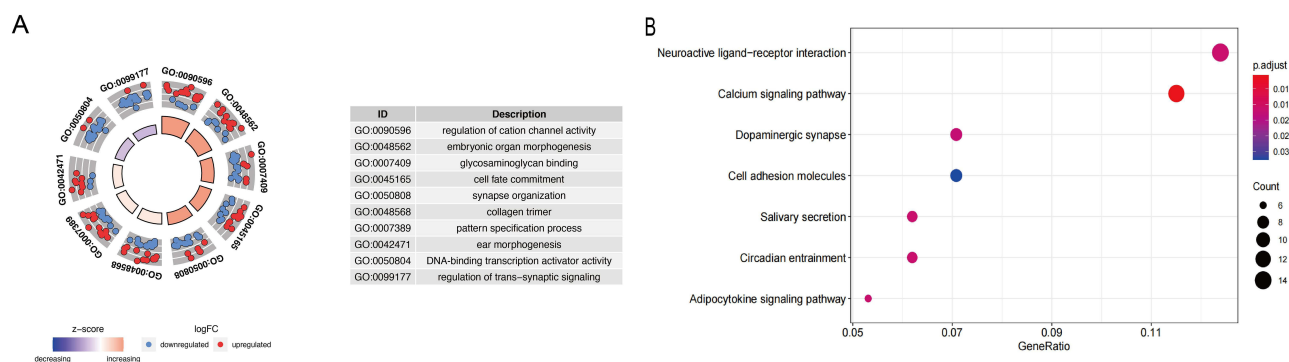 A
GO:0099177
GO:0090596
GO:0050804
GO:0048562
GO:0042471
GO:0007409
GO:0007389
GO:0045165
GO:0048568
GO:0050808
z−score
decreasing
increasing
logFC
downregulated
upregulated
ID Description
GO:0090596 regulation of cation channel activity
GO:0048562 embryonic organ morphogenesis
GO:0007409 glycosaminoglycan binding
GO:0045165 cell fate commitment
GO:0050808 synapse organization
GO:0048568 collagen trimer
GO:0007389 pattern specification process
GO:0042471 ear morphogenesis
GO:0050804 DNA-binding transcription activator activity
GO:0099177 regulation of trans−synaptic signaling
B
Neuroactive ligand−receptor interaction
Calcium signaling pathway
Dopaminergic synapse
Cell adhesion molecules
Salivary secretion
Circadian entrainment
Adipocytokine signaling pathway
0.05 0.07 0.09 0.11
GeneRatio
p.adjust
0.01
0.01
0.02
0.02
0.03
Count
6
8
10
12
14